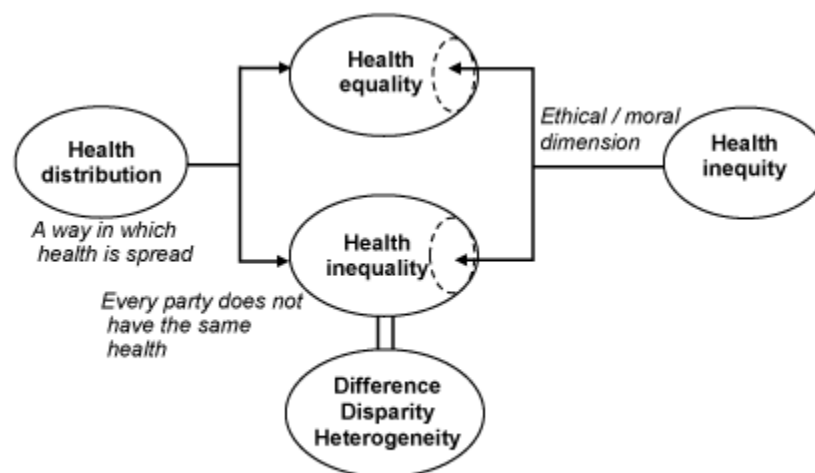 Health
equality
Ethical / moral
dimension
Health
distribution
Health
inequity
A way in which
health is spread
Health
inequality
Every party does not
have the same
health
Difference
Disparity
Heterogeneity